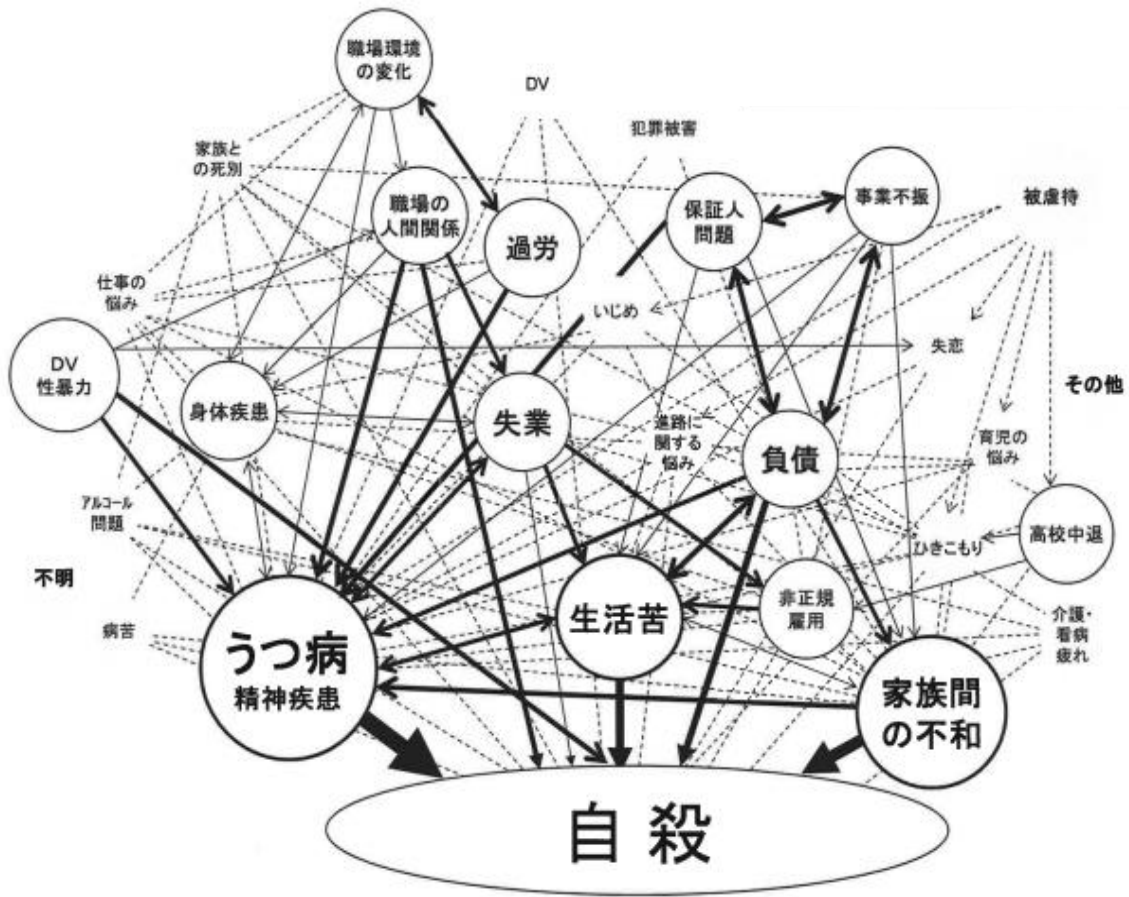 職場環境
の変化
DV
犯罪被害
家族と
の死別
職場の
人間関係
過労
保証人
問題
事業不振
被虐待
仕事の
悩み
いじめ
DV
性暴力
失恋
その他
身体疾患
失業
進路に
関する
悩み
負債
育児の
悩み
アルコール
問題
高校中退
ひきこもり
不明
病苦
うつ病
精神疾患
生活苦
非正規
雇用
介護・
看病
疲れ
家族間
の不和
自殺